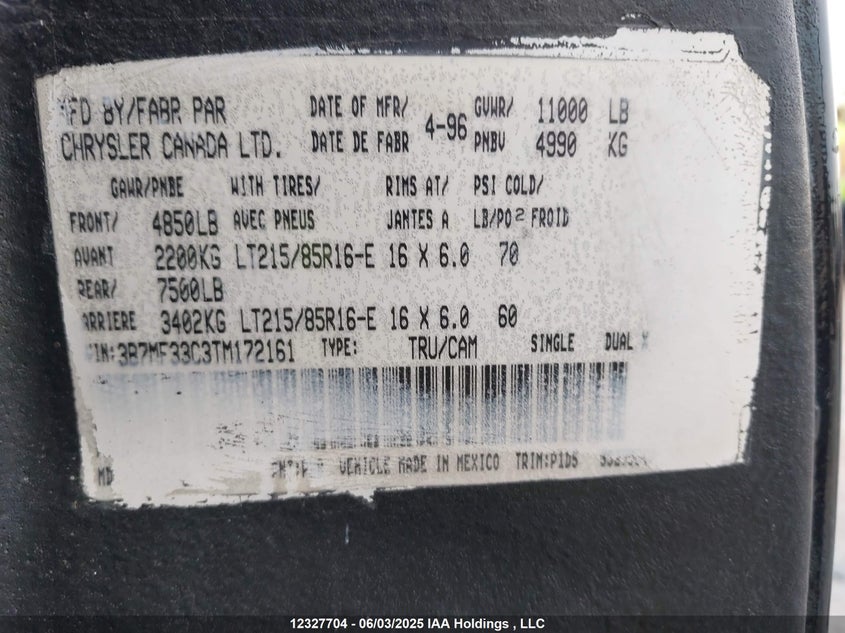 MFD BY/FABR PAR DATE OF MFR/ 4-96 GVWR/ 11000 LB
CHRYSLER CANADA LTD. DATE DE FABR PNBV 4990 KG
GAWR/PNBE WITH TIRES/ RIMS AT/ PSI COLD/
FRONT/ 4850LB AVEC PNEUS JANTES A LB/PO2 FROID
AVANT 2200KG LT215/85R16-E 16 X 6.0 70
REAR/ 7500LB
ARRIERE 3402KG LT215/85R16-E 16 X 6.0 60
VIN:3B7MF33C3TM172161 TYPE: TRU/CAM SINGLE DUAL X
MD VEHICLE MADE IN MEXICO TRIM:P1D5
12327704 - 06/03/2025 IAA Holdings , LLC